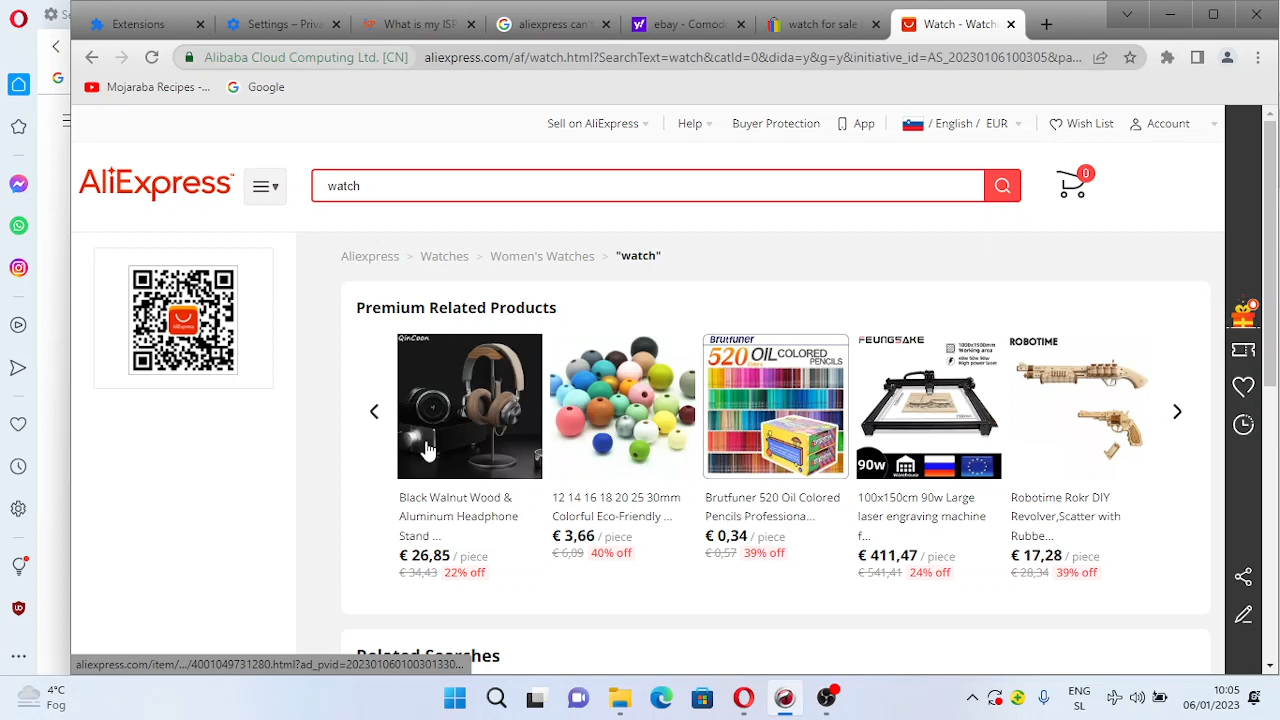 Extensions
Settings – Priva
What is my ISP
aliexpress can't
ebay - Con
watch for sale
Watch - Watch
Alibaba Cloud Computing Ltd. [CN]
aliexpress.com/af/watch.html?SearchText=watch&catId=0&dida=y&g=y&initiative_id=AS_20230106100305&pa...
Mojaraba Recipes -...
Google
Sell on AliExpress
Help
Buyer Protection
App
/ English / EUR
Wish List
Account
AliExpress
watch
0
Aliexpress > Watches > Women's Watches > "watch"
Premium Related Products
QinCoon
Brutfuner
520 OIL COLORED
PENCILS
FEUNGSAKE
1000x1500mm
Working area
90w
ROBOTIME
Black Walnut Wood &
Aluminum Headphone
Stand ...
€ 26,85 / piece
€ 34,43 22% off
12 14 16 18 20 25 30mm
Colorful Eco-Friendly ...
€ 3,66 / piece
€ 6,09 40% off
Brutfuner 520 Oil Colored
Pencils Professiona...
€ 0,34 / piece
€ 0,57 39% off
100x150cm 90w Large
laser engraving machine
f...
€ 411,47 / piece
€ 541,41 24% off
Robotime Rokr DIY
Revolver,Scatter with
Rubbe...
€ 17,28 / piece
€ 28,34 39% off
Related Searches
aliexpress.com/item/.../4001049731280.html?ad_pvid=202301060100301330...
4°C
Fog
ENG
SL
10:05
06/01/2023